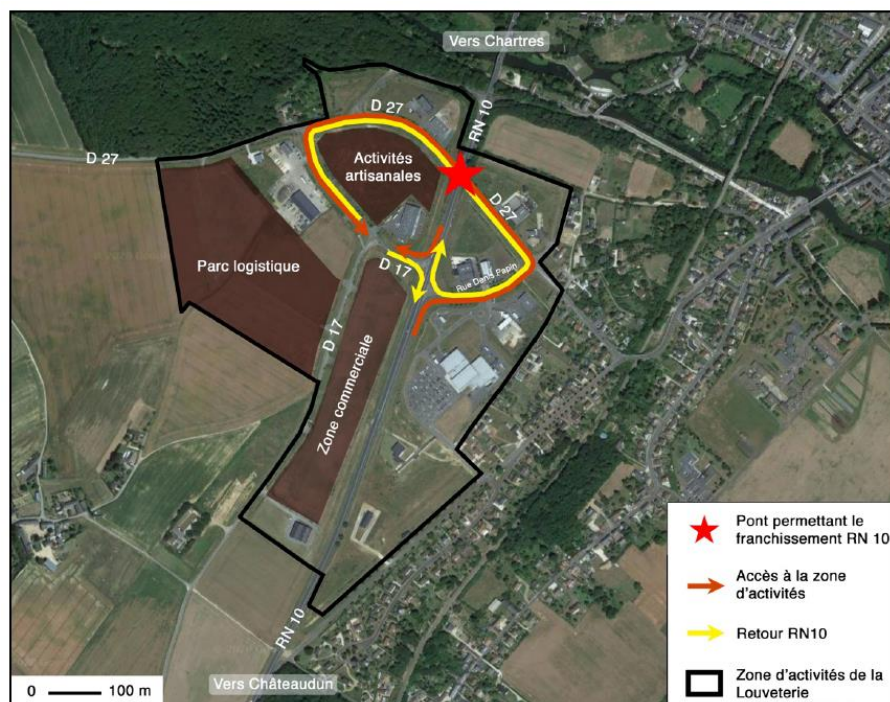 Vers Chartres
RN 10
D 27
D 27
Activités
artisanales
D 27
Parc logistique
D 17
Rue Denis Papin
D 17
Zone commerciale
RN 10
Vers Châteaudun
0 100 m
Pont permettant le
franchissement RN 10
Accès à la zone
d'activités
Retour RN10
Zone d'activités de la
Louveterie